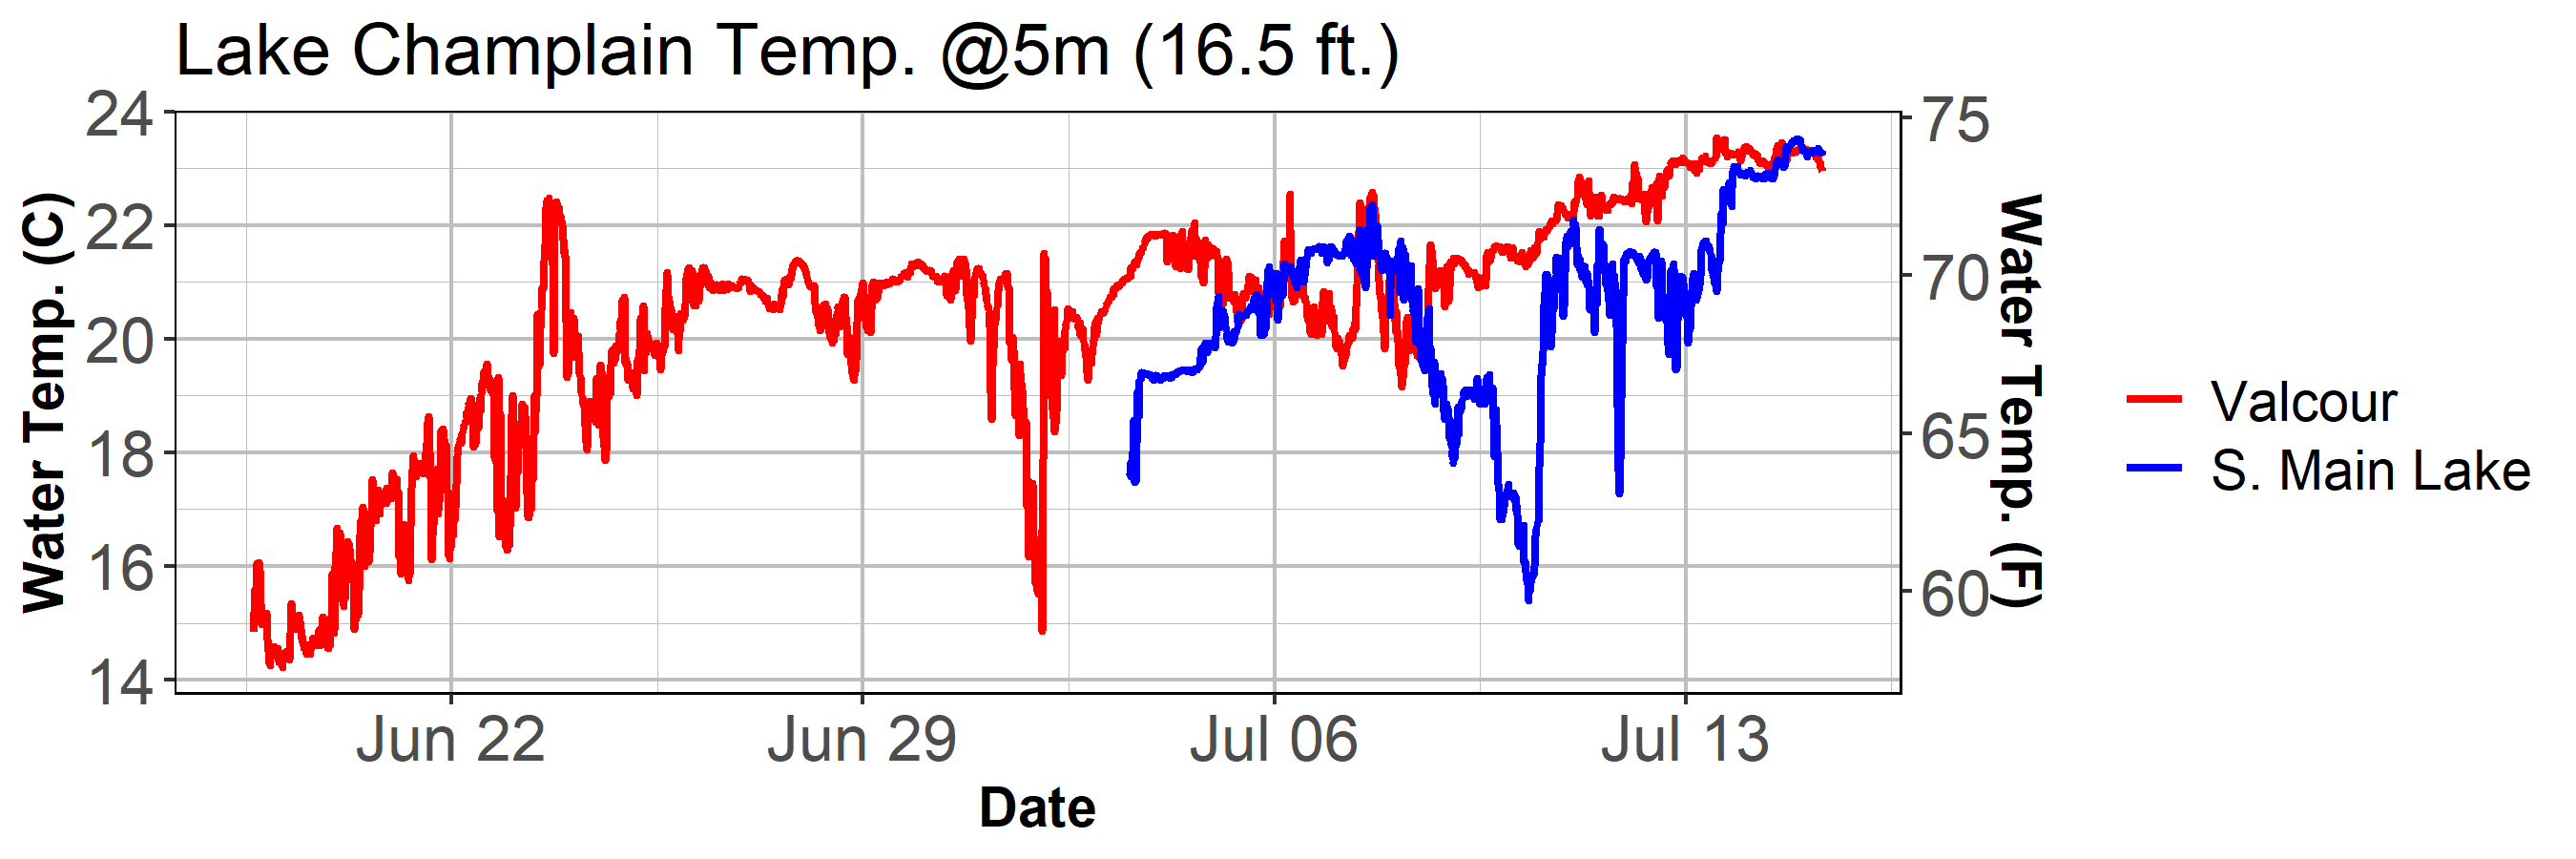 Lake Champlain Temp. @5m (16.5 ft.)
Water Temp. (C)
24
22
20
18
16
14
75
70
65
60
Water Temp. (F)
Jun 22
Jun 29
Jul 06
Jul 13
Date
Valcour
S. Main Lake